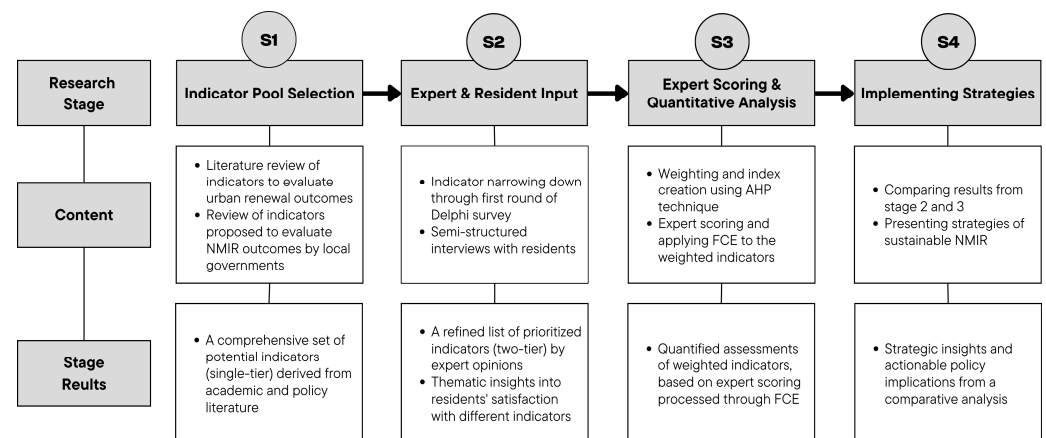 S1
S2
S3
S4
Research
Stage
Indicator Pool Selection
Expert & Resident Input
Expert Scoring &
Quantitative Analysis
Implementing Strategies
Content
• Literature review of
indicators to evaluate
urban renewal outcomes
• Review of indicators
proposed to evaluate
NMIR outcomes by local
governments
• Indicator narrowing down
through first round of
Delphi survey
• Semi-structured
interviews with residents
• Weighting and index
creation using AHP
technique
• Expert scoring and
applying FCE to the
weighted indicators
• Comparing results from
stage 2 and 3
• Presenting strategies of
sustainable NMIR
Stage
Reults
• A comprehensive set of
potential indicators
(single-tier) derived from
academic and policy
literature
• A refined list of prioritized
indicators (two-tier) by
expert opinions
• Thematic insights into
residents' satisfaction
with different indicators
• Quantified assessments
of weighted indicators,
based on expert scoring
processed through FCE
• Strategic insights and
actionable policy
implications from a
comparative analysis